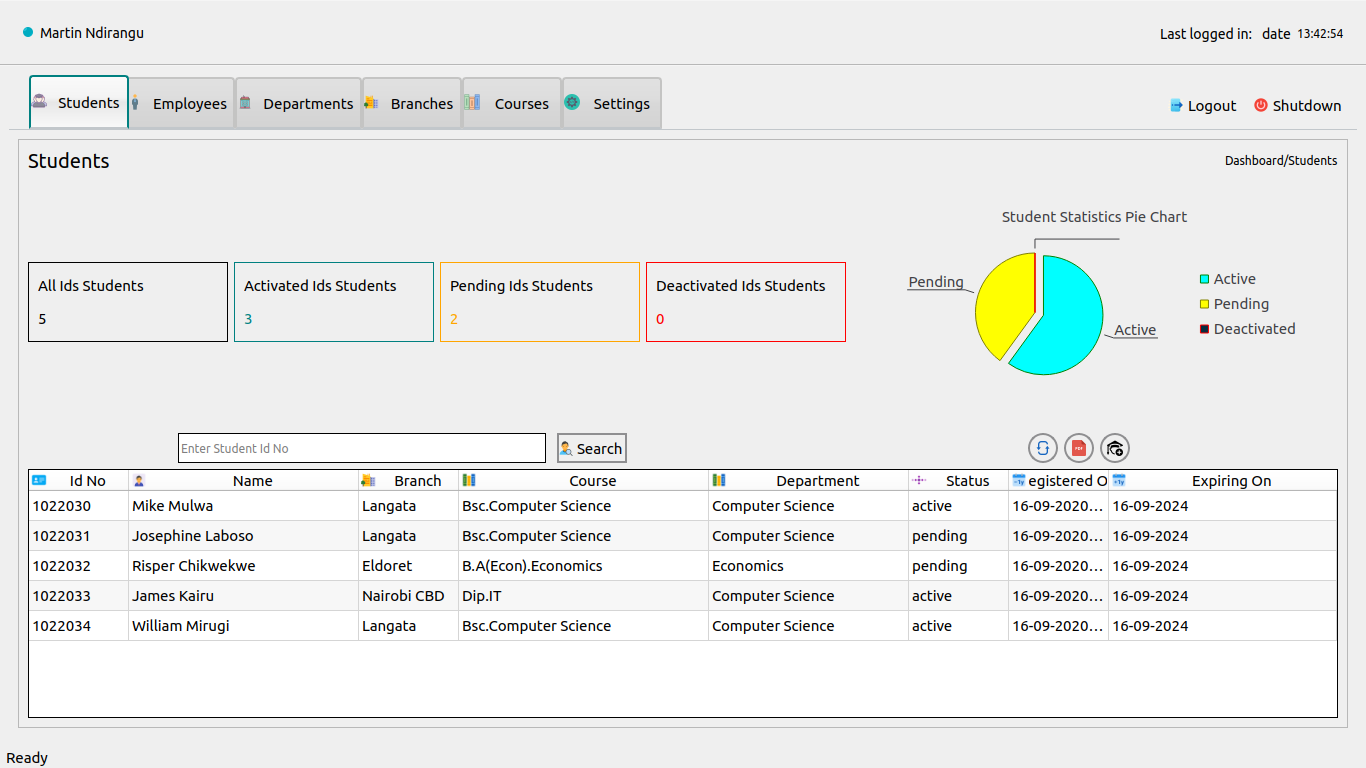 Martin Ndirangu
Last logged in: date 13:42:54
Students Employees Departments Branches Courses Settings Logout Shutdown
Students
Dashboard/Students
Student Statistics Pie Chart
All Ids Students Activated Ids Students Pending Ids Students Deactivated Ids Students
5 3 2 0
Pending
Active
Active
Pending
Deactivated
Enter Student Id No Search
Id No Name Branch Course Department Status egistered O Expiring On
1022030 Mike Mulwa Langata Bsc.Computer Science Computer Science active 16-09-2020... 16-09-2024
1022031 Josephine Laboso Langata Bsc.Computer Science Computer Science pending 16-09-2020... 16-09-2024
1022032 Risper Chikwekwe Eldoret B.A(Econ).Economics Economics pending 16-09-2020... 16-09-2024
1022033 James Kairu Nairobi CBD Dip.IT Computer Science active 16-09-2020... 16-09-2024
1022034 William Mirugi Langata Bsc.Computer Science Computer Science active 16-09-2020... 16-09-2024
Ready